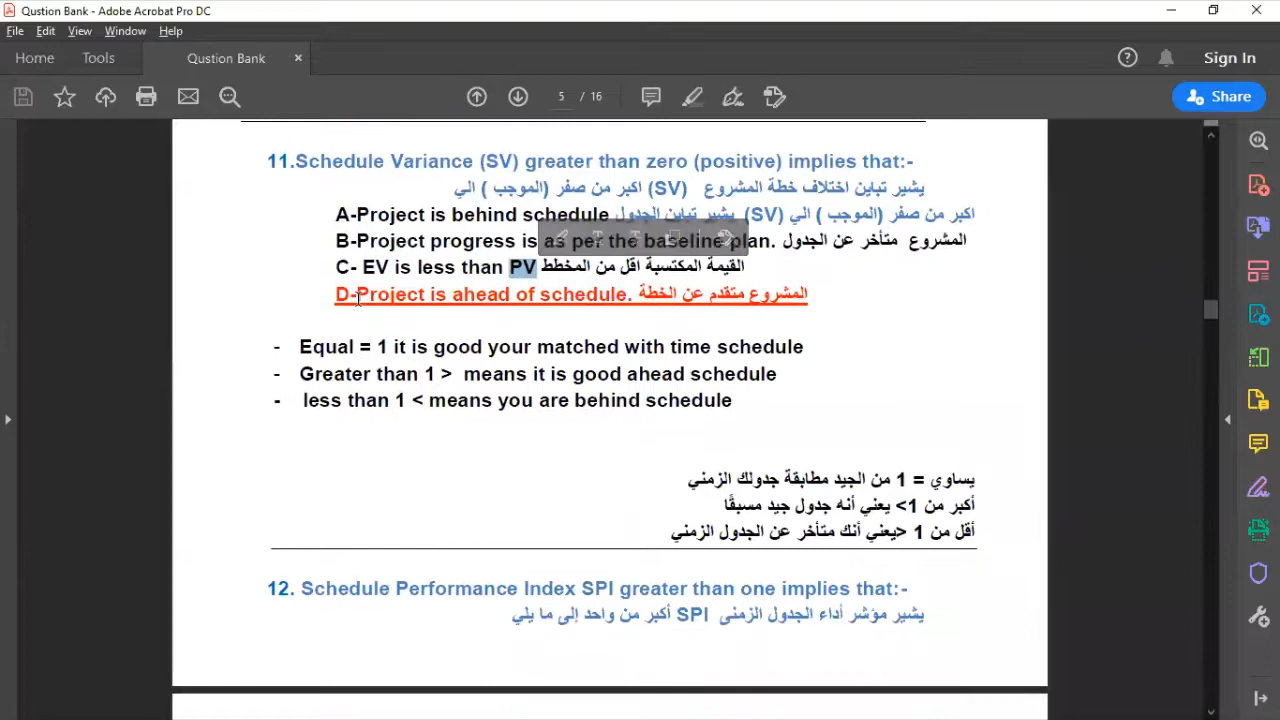 Qustion Bank - Adobe Acrobat Pro DC
File Edit View Window Help
Home Tools Qustion Bank × Sign In
5 / 16 Share
11.Schedule Variance (SV) greater than zero (positive) implies that:-
يشير تباين اختلاف خطة المشروع (SV) اكبر من صفر (الموجب ) الي
A-Project is behind schedule اكبر من صفر (الموجب ) الي (SV) يشير تباين الجدول
B-Project progress is as per the baseline plan. المشروع متأخر عن الجدول
C- EV is less than PV القيمة المكتسبة اقل من المخطط
D-Project is ahead of schedule. المشروع متقدم عن الخطة
- Equal = 1 it is good your matched with time schedule
- Greater than 1 > means it is good ahead schedule
- less than 1 < means you are behind schedule
يساوي = 1 من الجيد مطابقة جدولك الزمني
أكبر من 1> يعني أنه جدول جيد مسبقًا
أقل من 1 <يعني أنك متأخر عن الجدول الزمني
12. Schedule Performance Index SPI greater than one implies that:-
يشير مؤشر أداء الجدول الزمنى SPI أكبر من واحد إلى ما يلي